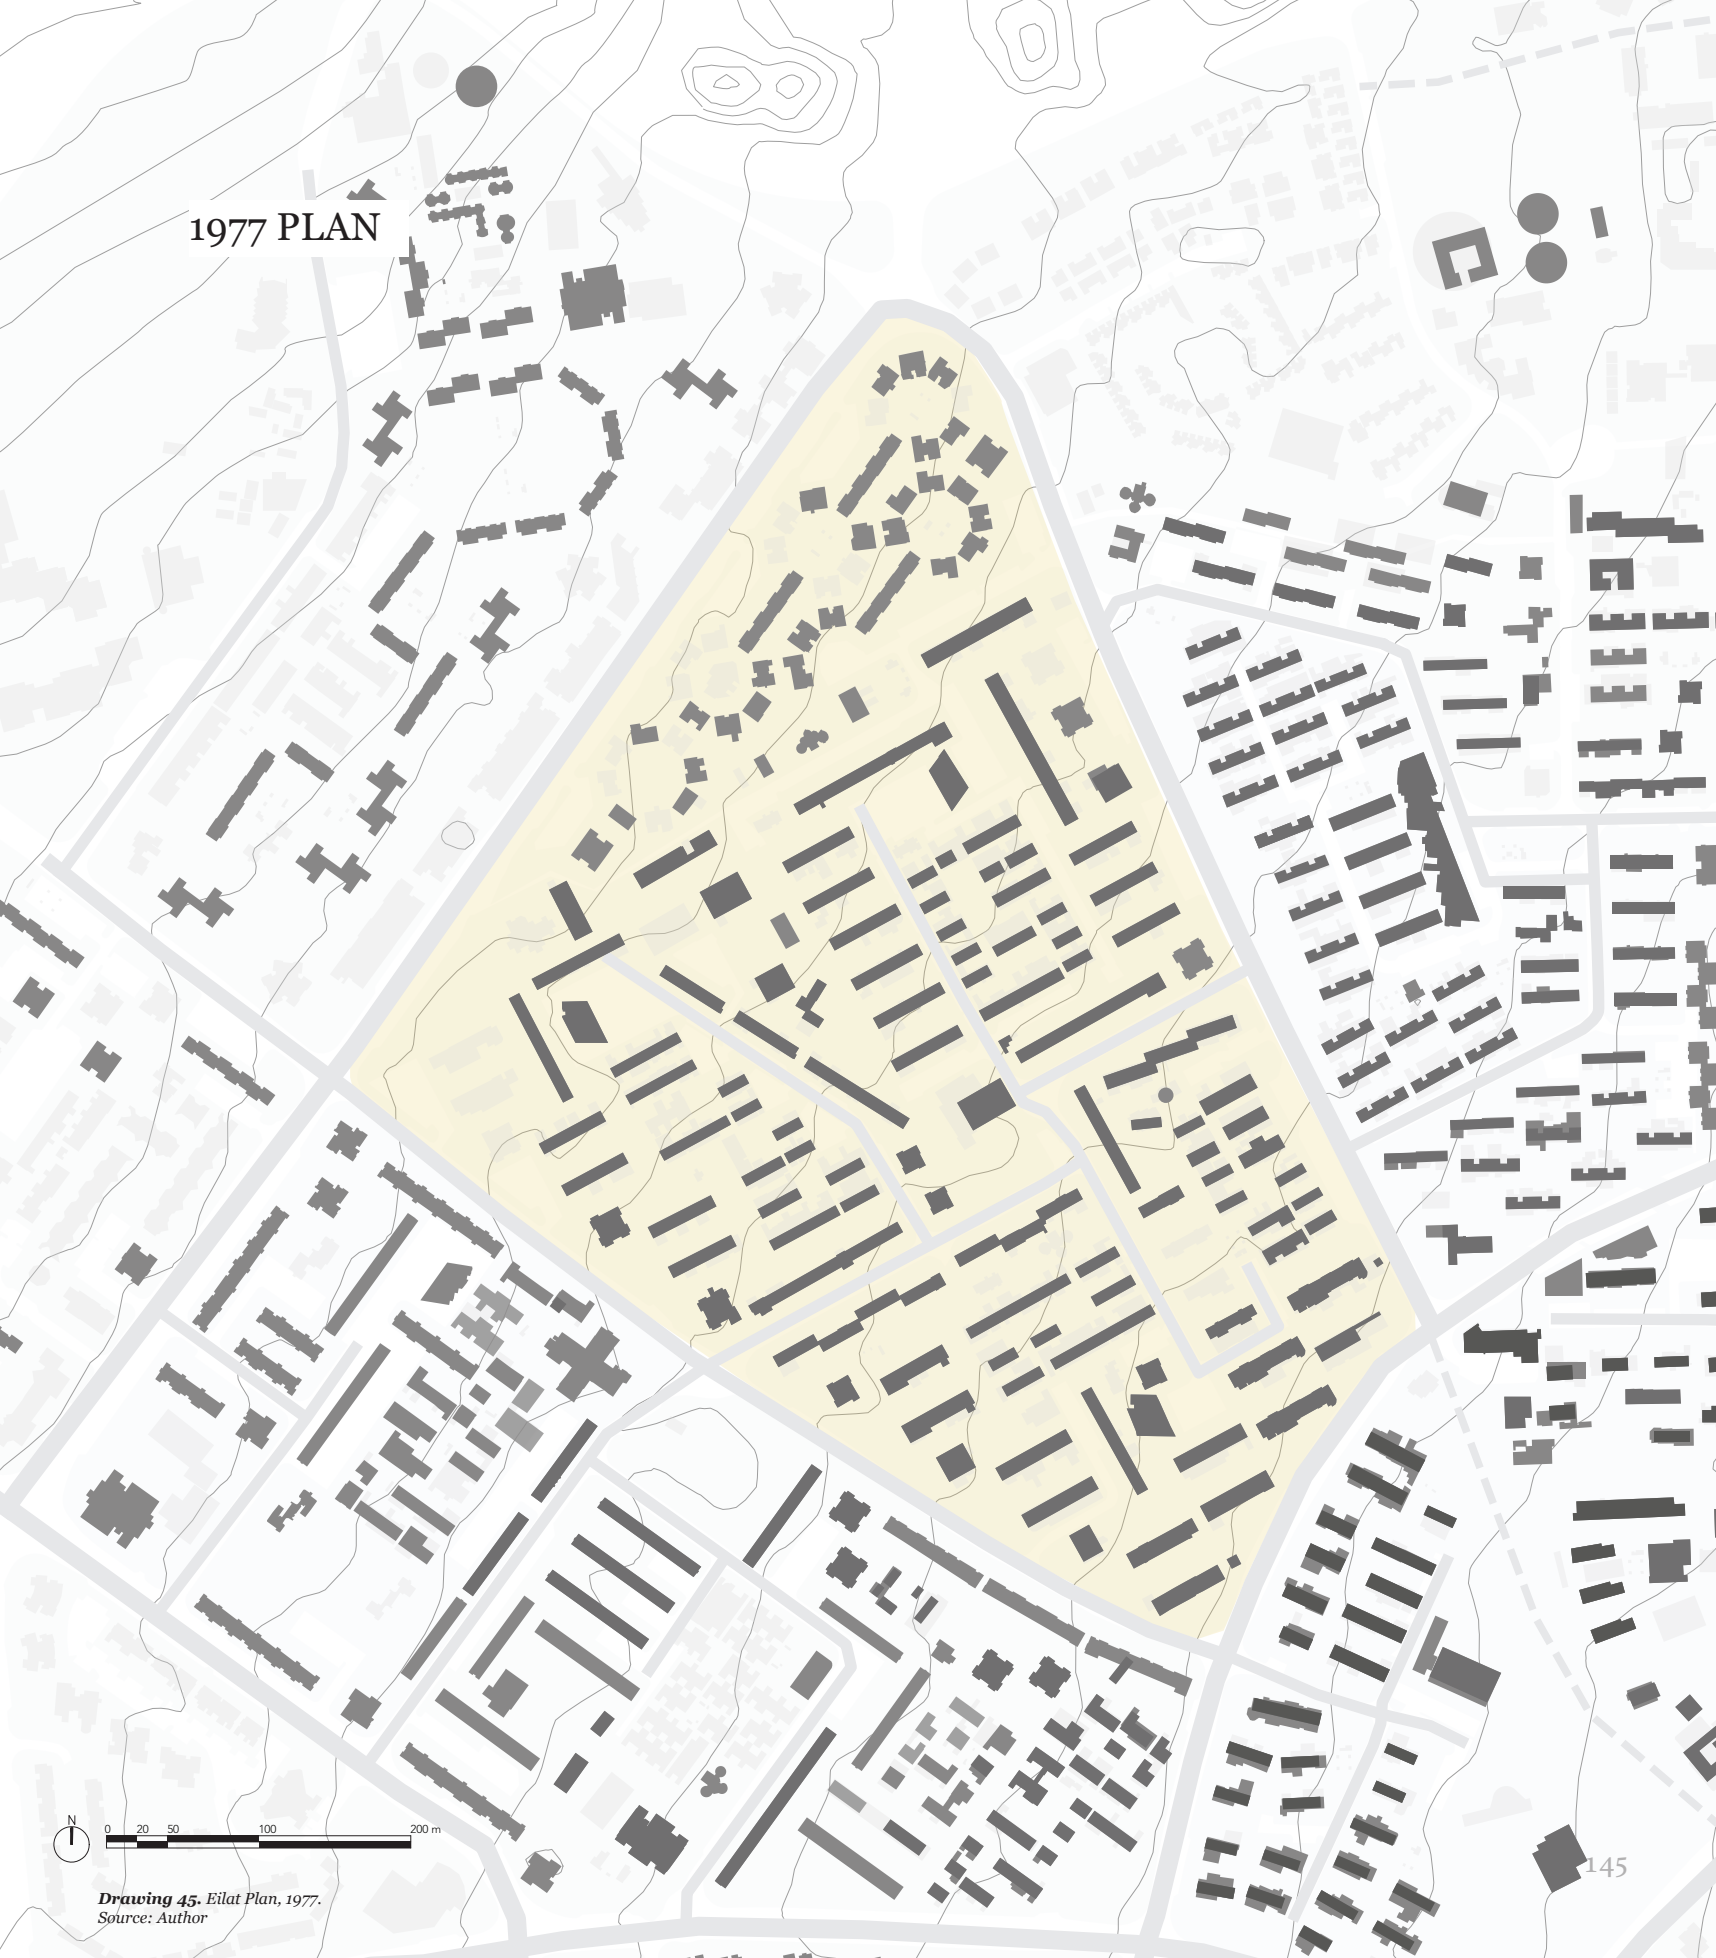 1977 PLAN
N
0 20 50 100 200 m
Drawing 45. Eilat Plan, 1977.
Source: Author
145